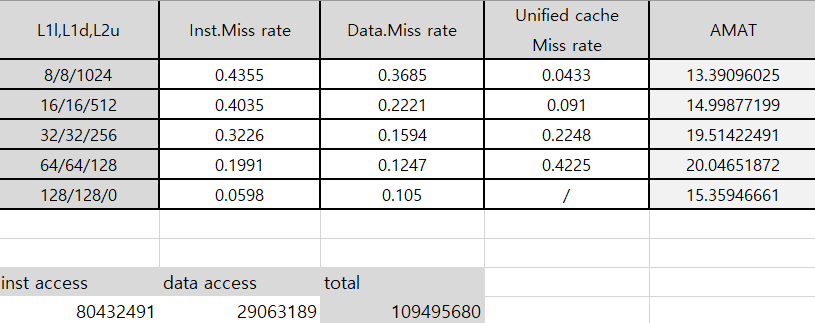 L1l,L1d,L2u Inst.Miss rate Data.Miss rate Unified cache Miss rate AMAT
8/8/1024 0.4355 0.3685 0.0433 13.39096025
16/16/512 0.4035 0.2221 0.091 14.99877199
32/32/256 0.3226 0.1594 0.2248 19.51422491
64/64/128 0.1991 0.1247 0.4225 20.04651872
128/128/0 0.0598 0.105 / 15.35946661
inst access data access total
80432491 29063189 109495680